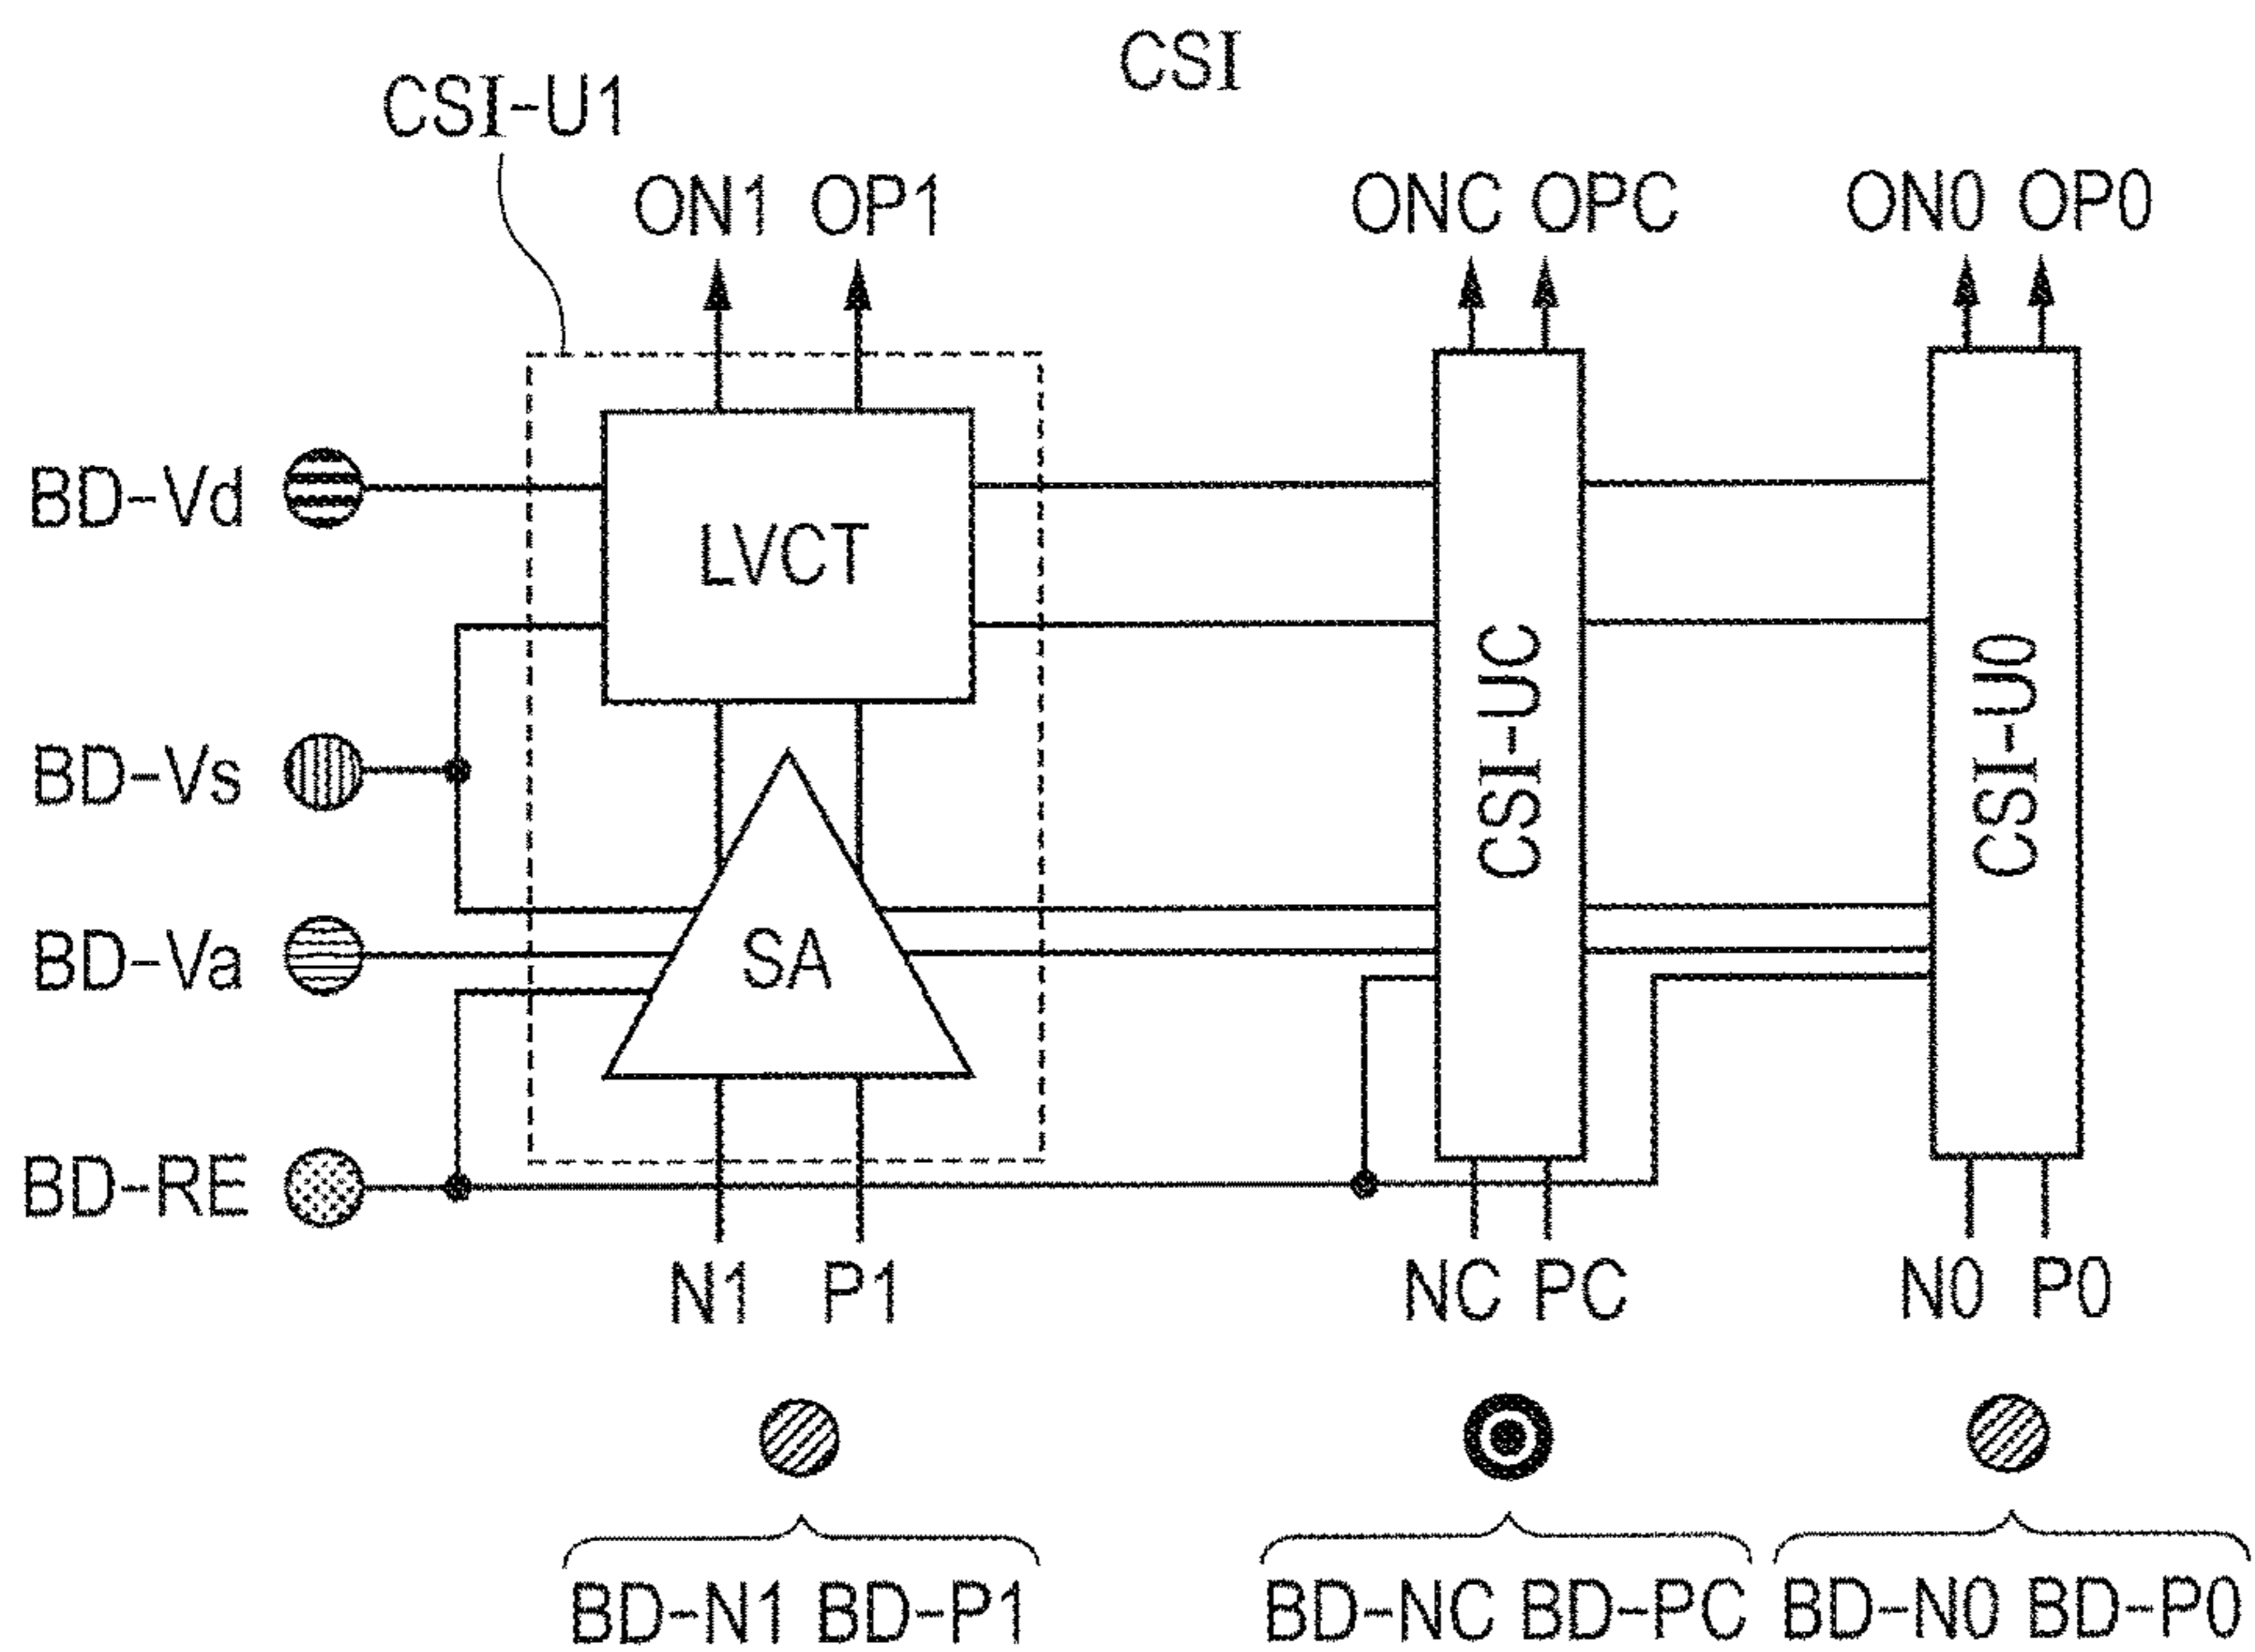 CSI
CSI-U1
ON1 OP1 ONC OPC ON0 OP0
BD-Vd
LVCT
CSI-UC
CSI-U0
BD-Vs
BD-Va
SA
BD-RE
N1 P1 NC PC N0 P0
BD-N1 BD-P1 BD-NC BD-PC BD-N0 BD-P0